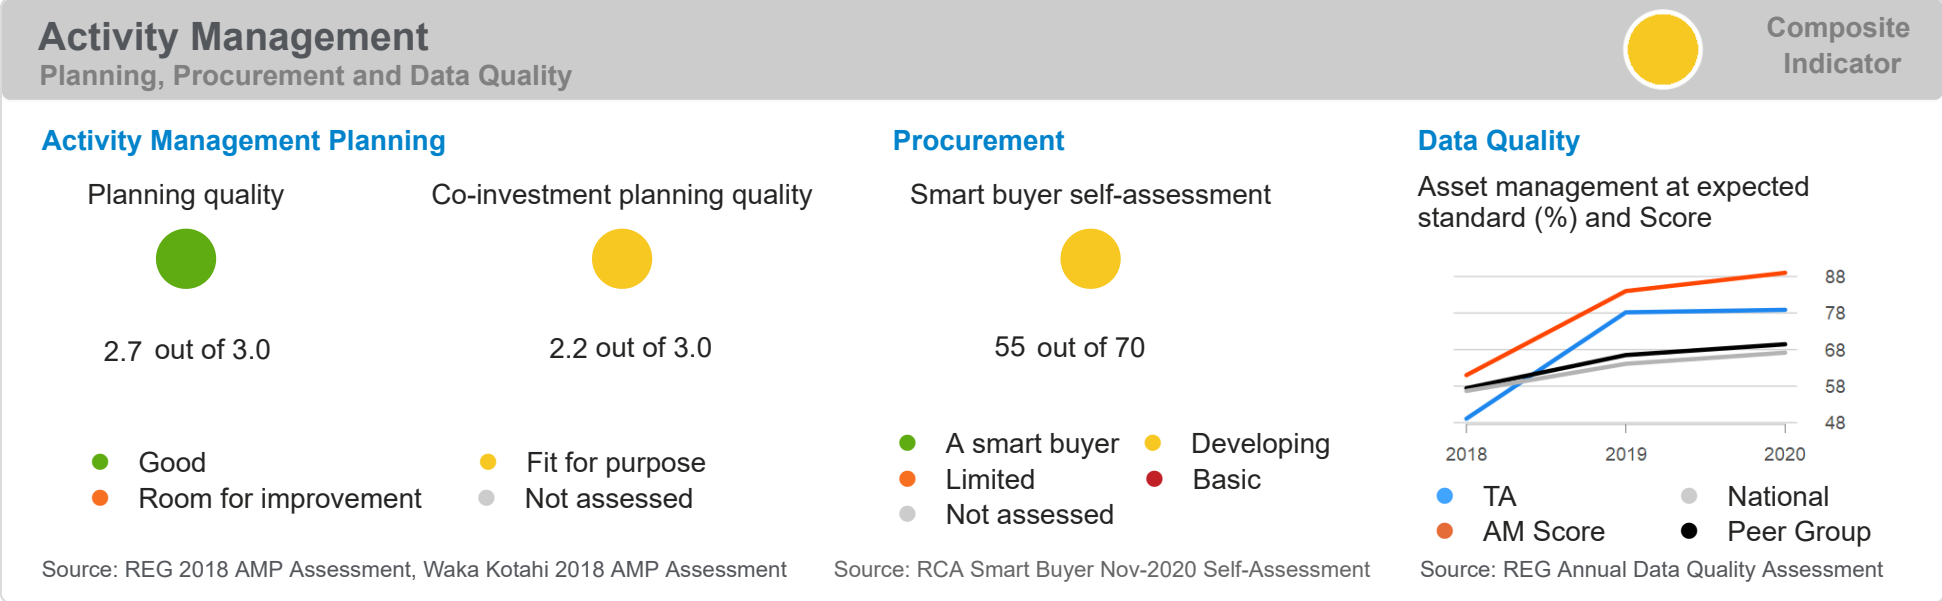 Activity Management
Planning, Procurement and Data Quality
Composite
Indicator
Activity Management Planning
Planning quality
Co-investment planning quality
2.7 out of 3.0
2.2 out of 3.0
Good
Fit for purpose
Room for improvement
Not assessed
Source: REG 2018 AMP Assessment, Waka Kotahi 2018 AMP Assessment
Procurement
Smart buyer self-assessment
55 out of 70
A smart buyer
Developing
Limited
Basic
Not assessed
Source: RCA Smart Buyer Nov-2020 Self-Assessment
Data Quality
Asset management at expected
standard (%) and Score
88
78
68
58
48
2018 2019 2020
TA
National
AM Score
Peer Group
Source: REG Annual Data Quality Assessment